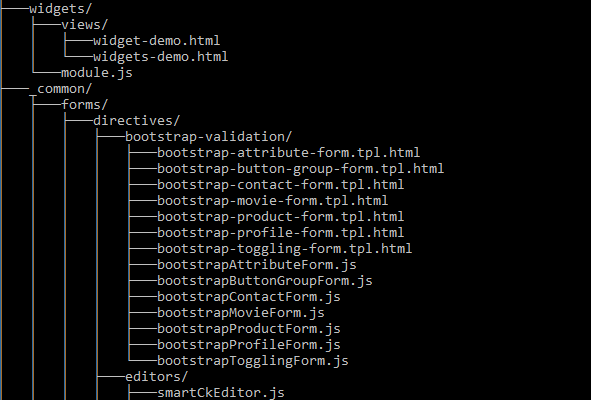 widgets/
views/
widget-demo.html
widgets-demo.html
module.js
_common/
forms/
directives/
bootstrap-validation/
bootstrap-attribute-form.tpl.html
bootstrap-button-group-form.tpl.html
bootstrap-contact-form.tpl.html
bootstrap-movie-form.tpl.html
bootstrap-product-form.tpl.html
bootstrap-profile-form.tpl.html
bootstrap-toggling-form.tpl.html
bootstrapAttributeForm.js
bootstrapButtonGroupForm.js
bootstrapContactForm.js
bootstrapMovieForm.js
bootstrapProductForm.js
bootstrapProfileForm.js
bootstrapTogglingForm.js
editors/
smartCkEditor.js